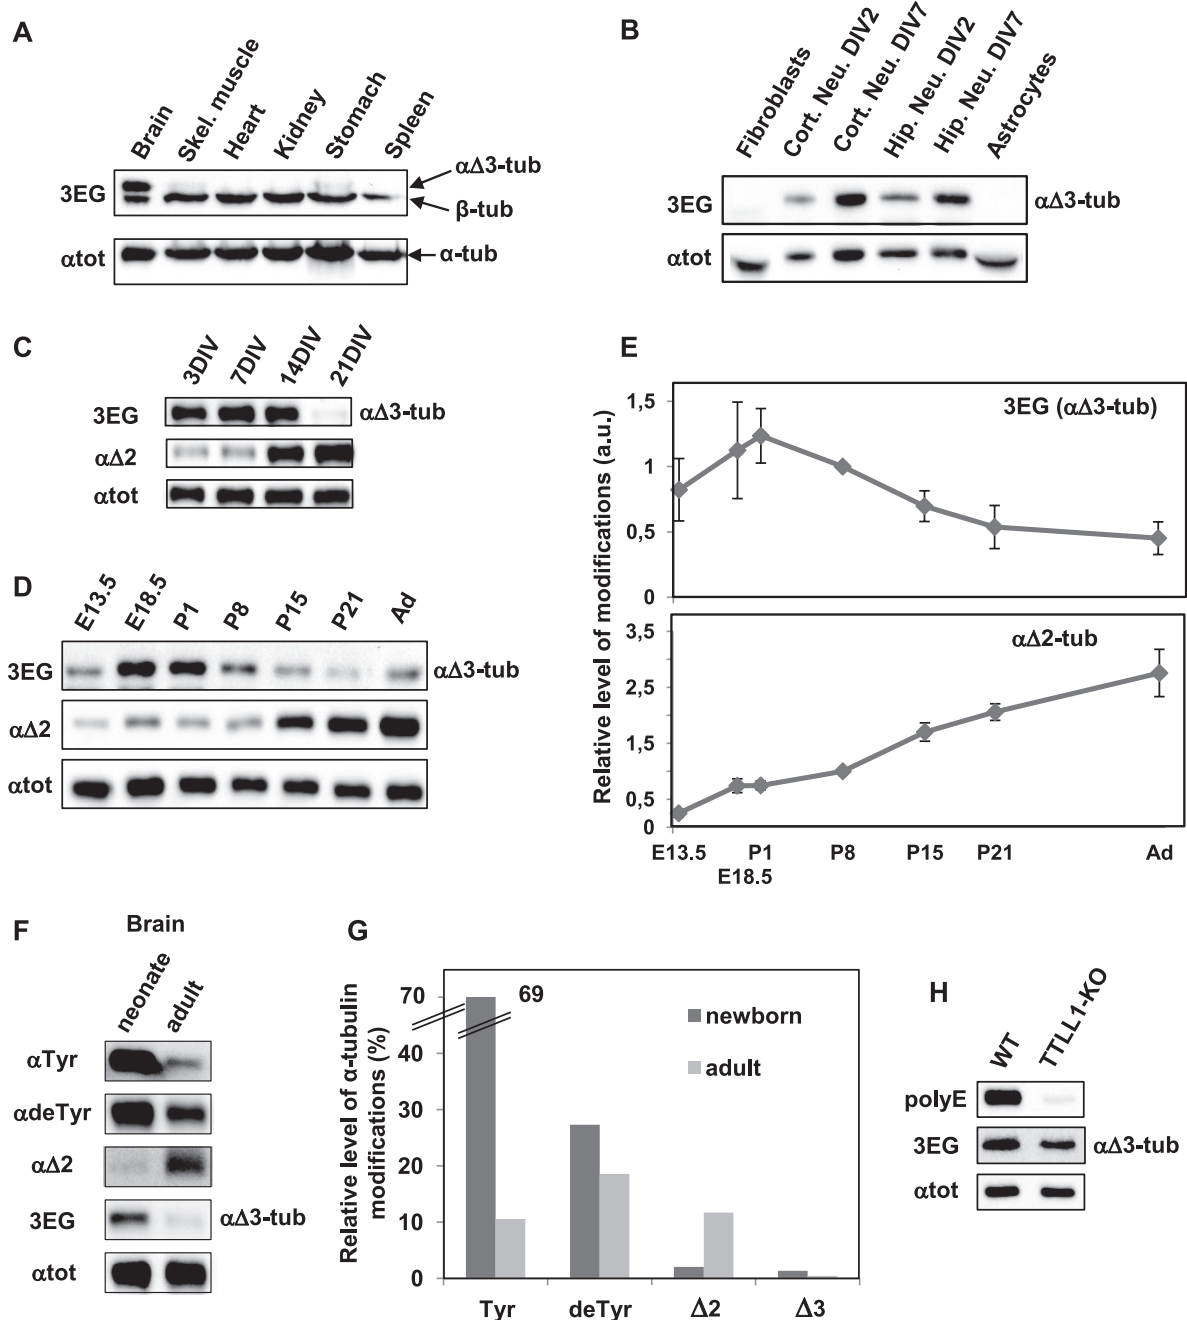 A
Brain
Skel. muscle
Heart
Kidney
Stomach
Spleen
3EG
αΔ3-tub
β-tub
αtot
α-tub
B
Fibroblasts
Cort. Neu. DIV2
Cort. Neu. DIV7
Hip. Neu. DIV2
Hip. Neu. DIV7
Astrocytes
3EG
αΔ3-tub
αtot
C
3DIV
7DIV
14DIV
21DIV
3EG
αΔ3-tub
αΔ2
αtot
D
E13.5
E18.5
P1
P8
P15
P21
Ad
3EG
αΔ3-tub
αΔ2
αtot
E
Relative level of modifications (a.u.)
3EG (αΔ3-tub)
1,5
1
0,5
0
αΔ2-tub
3,5
2,5
1,5
0,5
0
E13.5
P1
P8
P15
P21
Ad
E18.5
F
Brain
neonate
adult
αTyr
αdeTyr
αΔ2
3EG
αΔ3-tub
αtot
G
Relative level of α-tubulin
modifications (%)
70
69
40
30
20
10
0
newborn
adult
Tyr
deTyr
Δ2
Δ3
H
WT
TTLL1-KO
polyE
3EG
αΔ3-tub
αtot